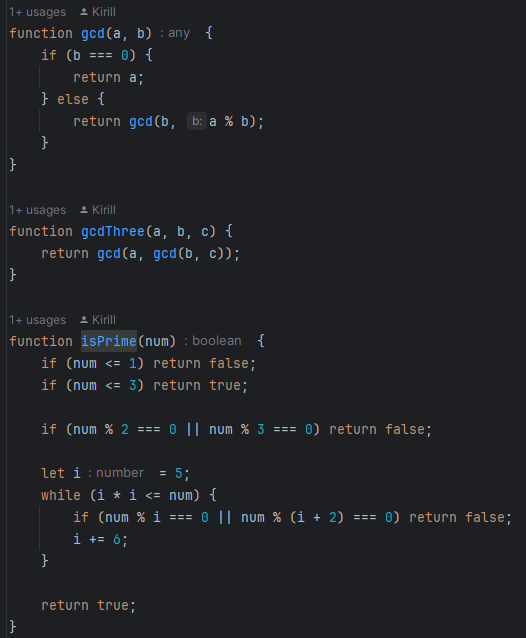 1+ usages Kirill
function gcd(a, b) : any {
    if (b === 0) {
        return a;
    } else {
        return gcd(b, b: a % b);
    }
}
1+ usages Kirill
function gcdThree(a, b, c) {
    return gcd(a, gcd(b, c));
}
1+ usages Kirill
function isPrime(num) : boolean {
    if (num <= 1) return false;
    if (num <= 3) return true;
    if (num % 2 === 0 || num % 3 === 0) return false;
    let i : number = 5;
    while (i * i <= num) {
        if (num % i === 0 || num % (i + 2) === 0) return false;
        i += 6;
    }
    return true;
}